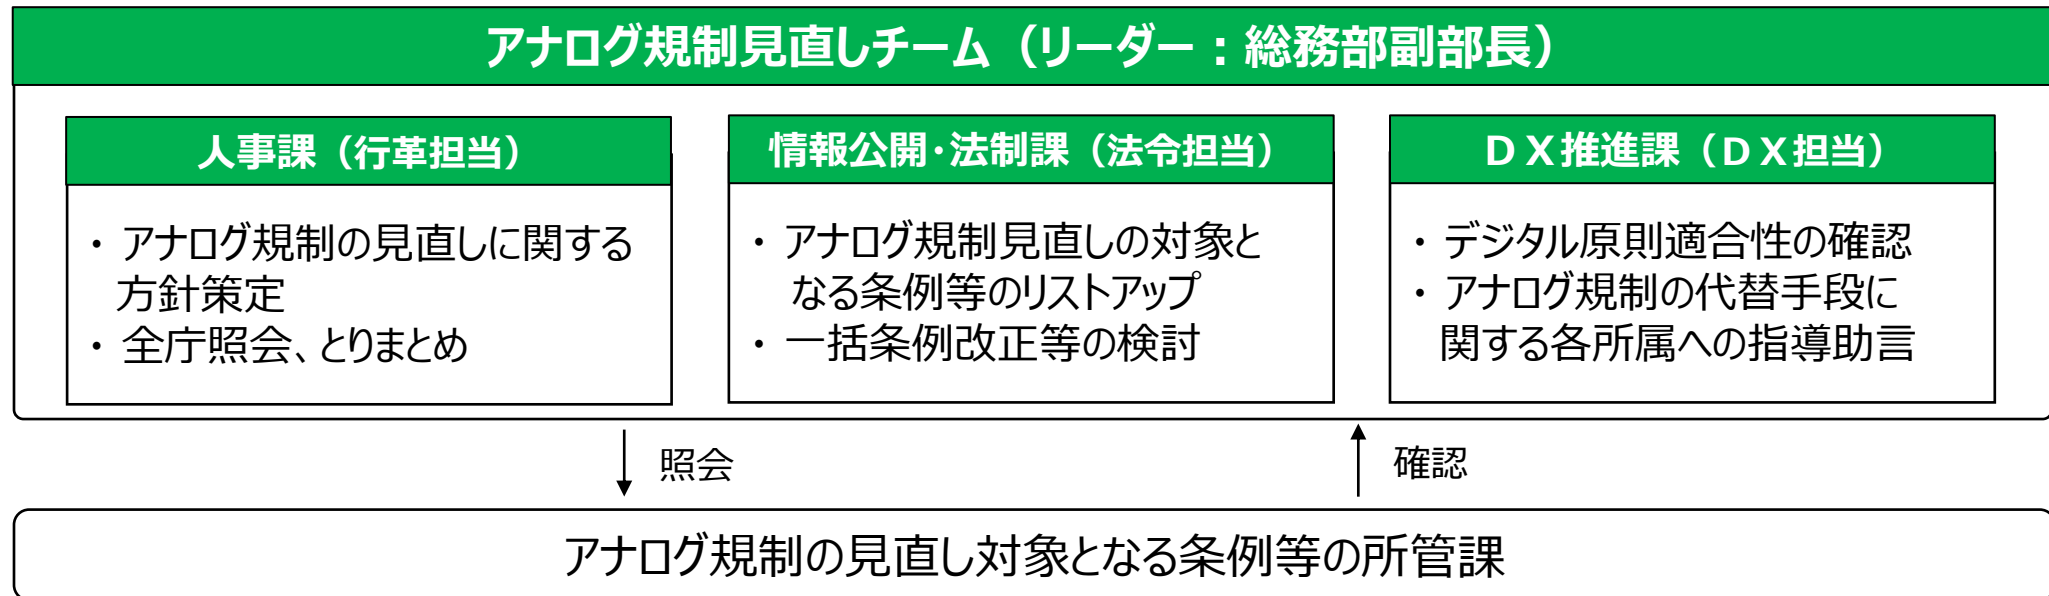 アナログ規制見直しチーム（リーダー：総務部副部長）
人事課（行革担当）
・ アナログ規制の見直しに関する
方針策定
・ 全庁照会、とりまとめ
情報公開・法制課（法令担当）
・ アナログ規制見直しの対象と
なる条例等のリストアップ
・ 一括条例改正等の検討
ＤＸ推進課（ＤＸ担当）
・ デジタル原則適合性の確認
・ アナログ規制の代替手段に
関する各所属への指導助言
照会
確認
アナログ規制の見直し対象となる条例等の所管課